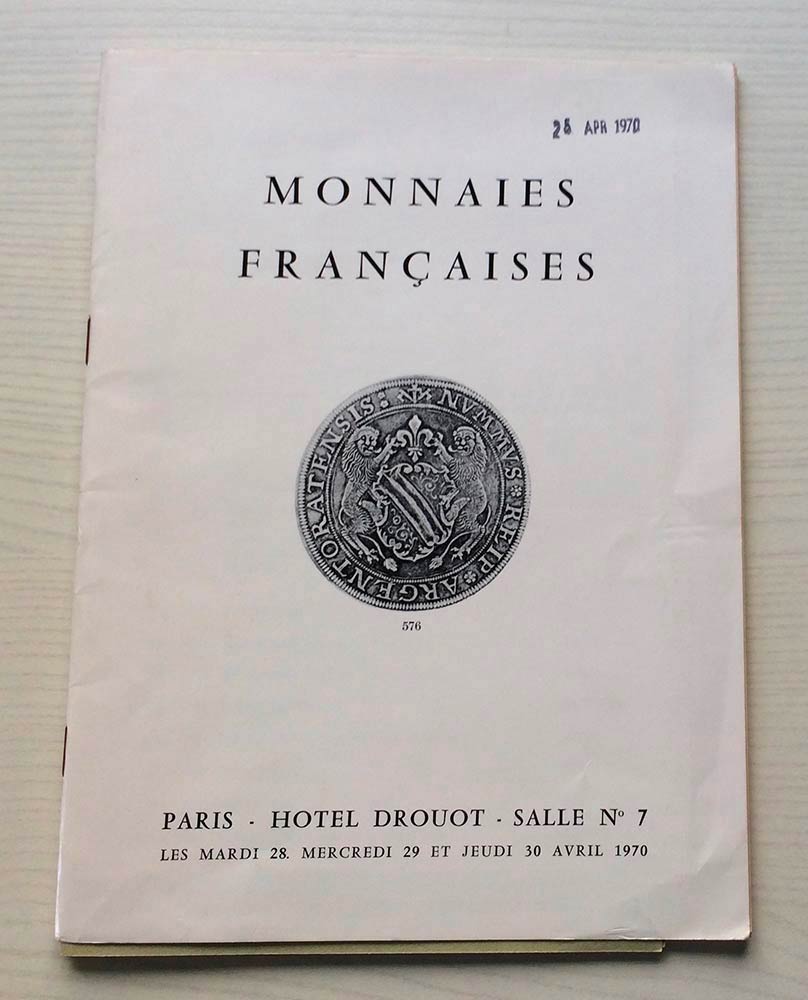 APR 1970
MONNAIES
FRANÇAISES
NVMMVS ✽ REIP ✽ ARGENTORATENSIS:
576
PARIS - HOTEL DROUOT - SALLE Nº 7
LES MARDI 28. MERCREDI 29 ET JEUDI 30 AVRIL 1970